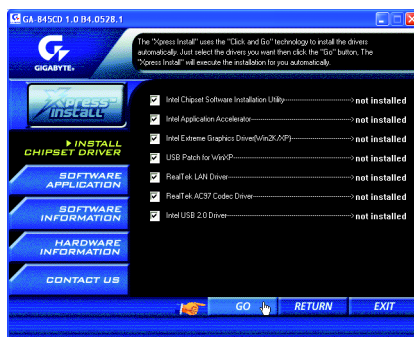 GA-845CD 1.0 B4.0528.1
The "Xpress Install" uses the "Click and Go" technology to install the drivers
automatically. Just select the drivers you want then click the "Go" button, The
"Xpress Install" will execute the installation for you automatically.
GIGABYTE
Xpress
Install
INSTALL
CHIPSET DRIVER
SOFTWARE
APPLICATION
SOFTWARE
INFORMATION
HARDWARE
INFORMATION
CONTACT US
Intel Chipset Software Installation Utility not installed
Intel Application Accelerator not installed
Intel Extreme Graphics Driver(Win2K/XP) not installed
USB Patch for WinXP not installed
RealTek LAN Driver not installed
RealTek AC97 Codec Driver not installed
Intel USB 2.0 Driver not installed
GO
RETURN
EXIT